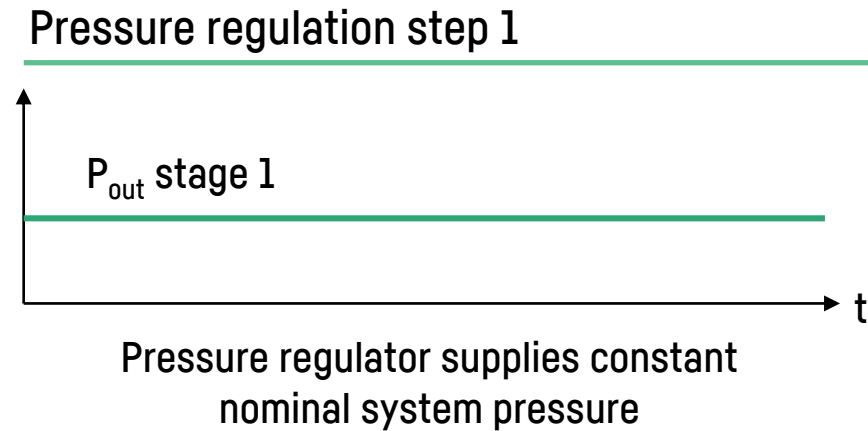 Pressure regulation step 1
P_out stage 1
t
Pressure regulator supplies constant
nominal system pressure